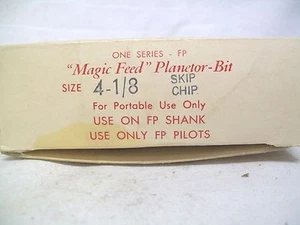 ONE SERIES - FP
"Magic Feed" Planetor-Bit
SIZE 4-1/8 SKIP CHIP
For Portable Use Only
USE ON FP SHANK
USE ONLY FP PILOTS